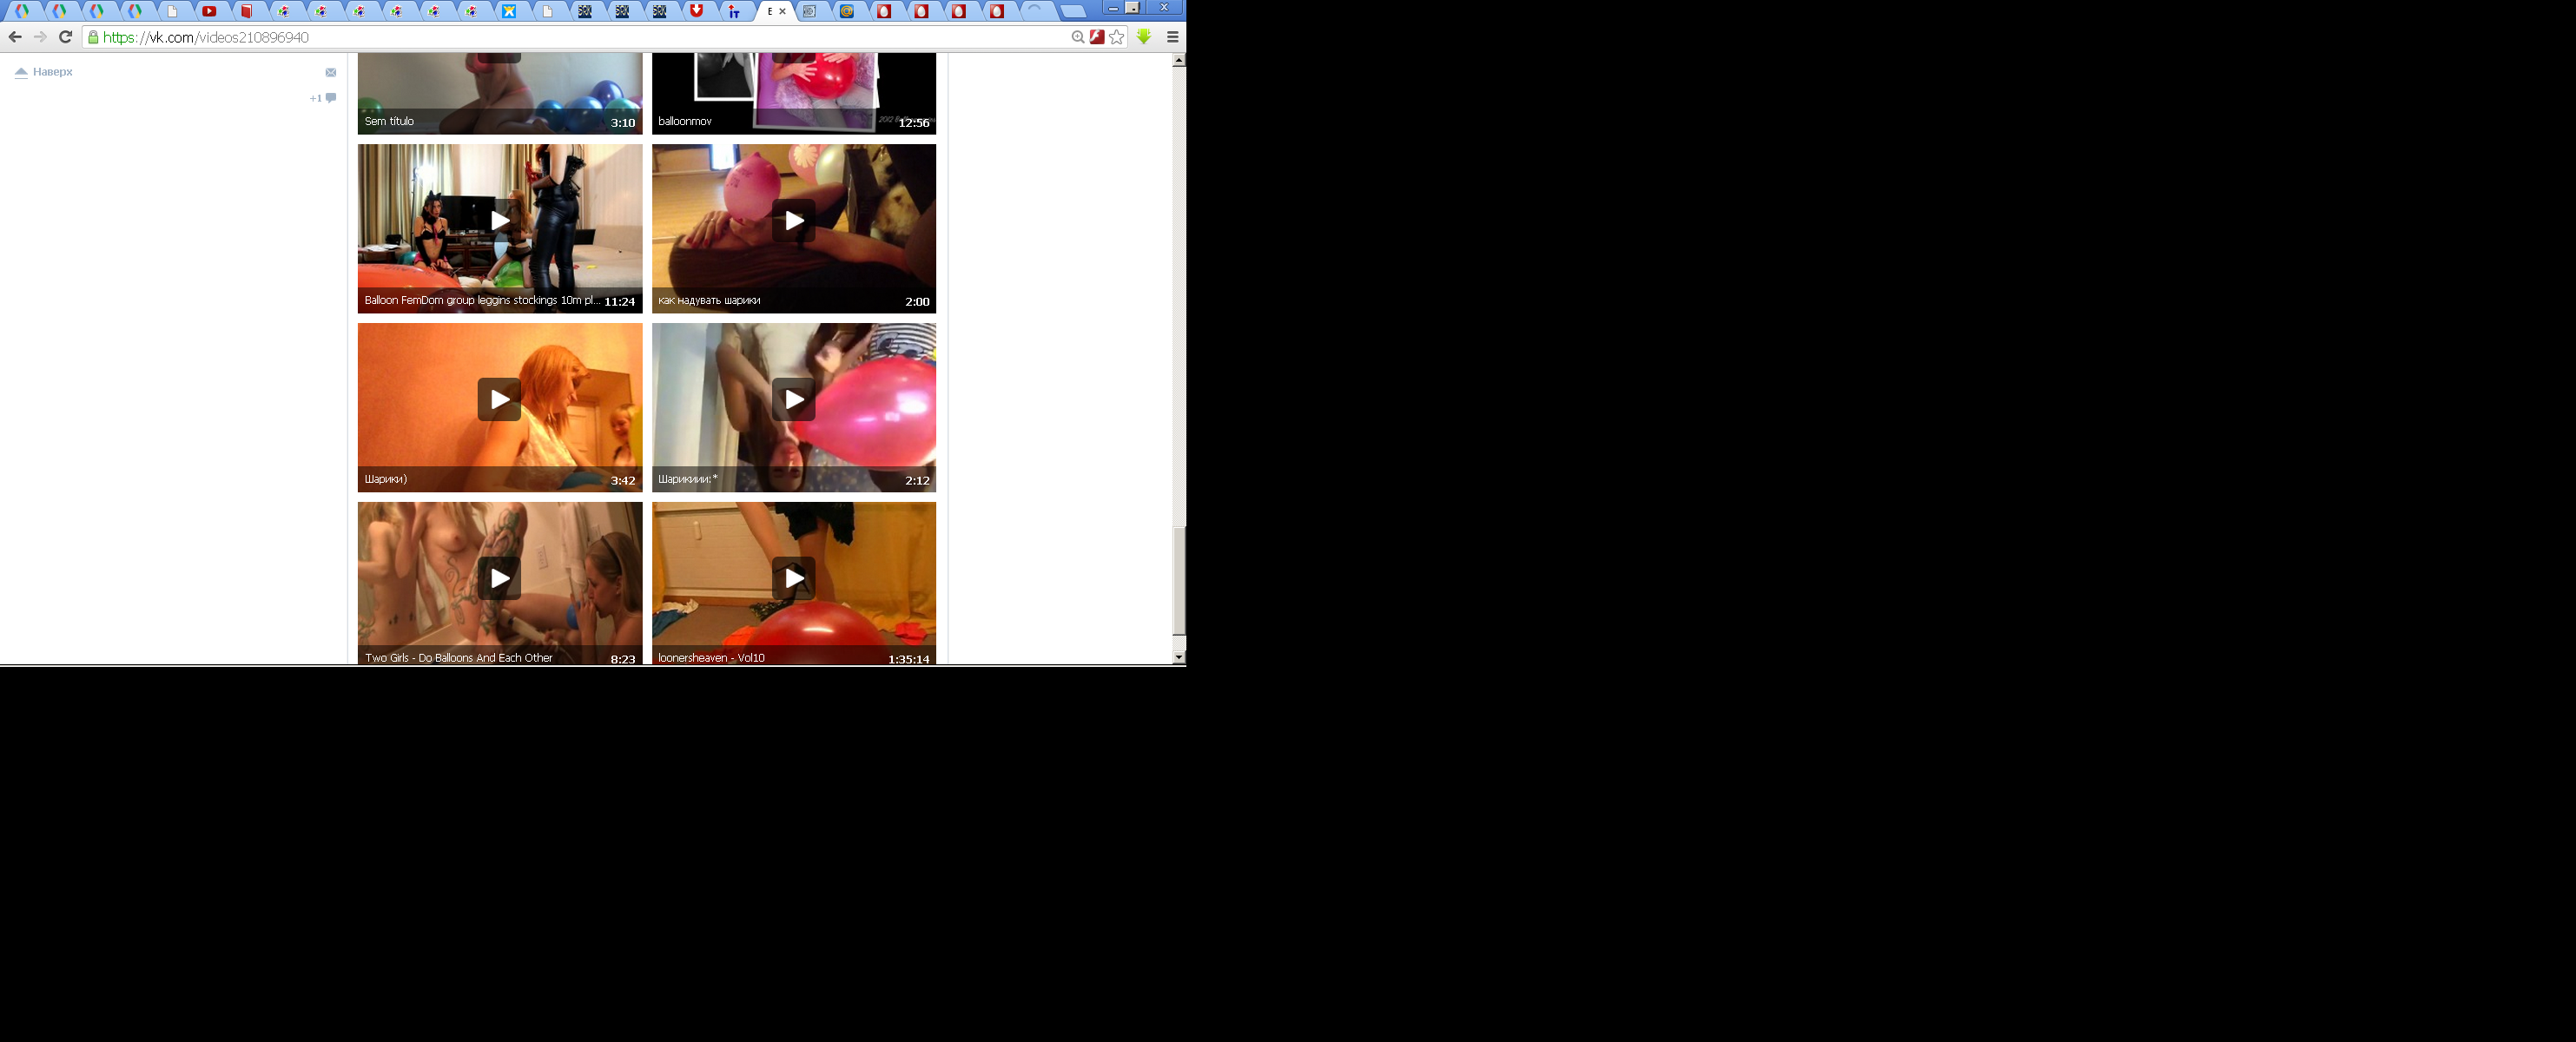 E
https://vk.com/videos210896940
Наверх
+1
Sem título 3:10
balloonmov 12:56
Balloon FemDom group leggins stockings 10m pl... 11:24
как надувать шарики 2:00
Шарики) 3:42
Шарикиии:* 2:12
Two Girls - Do Balloons And Each Other 8:23
loonersheaven - Vol10 1:35:14